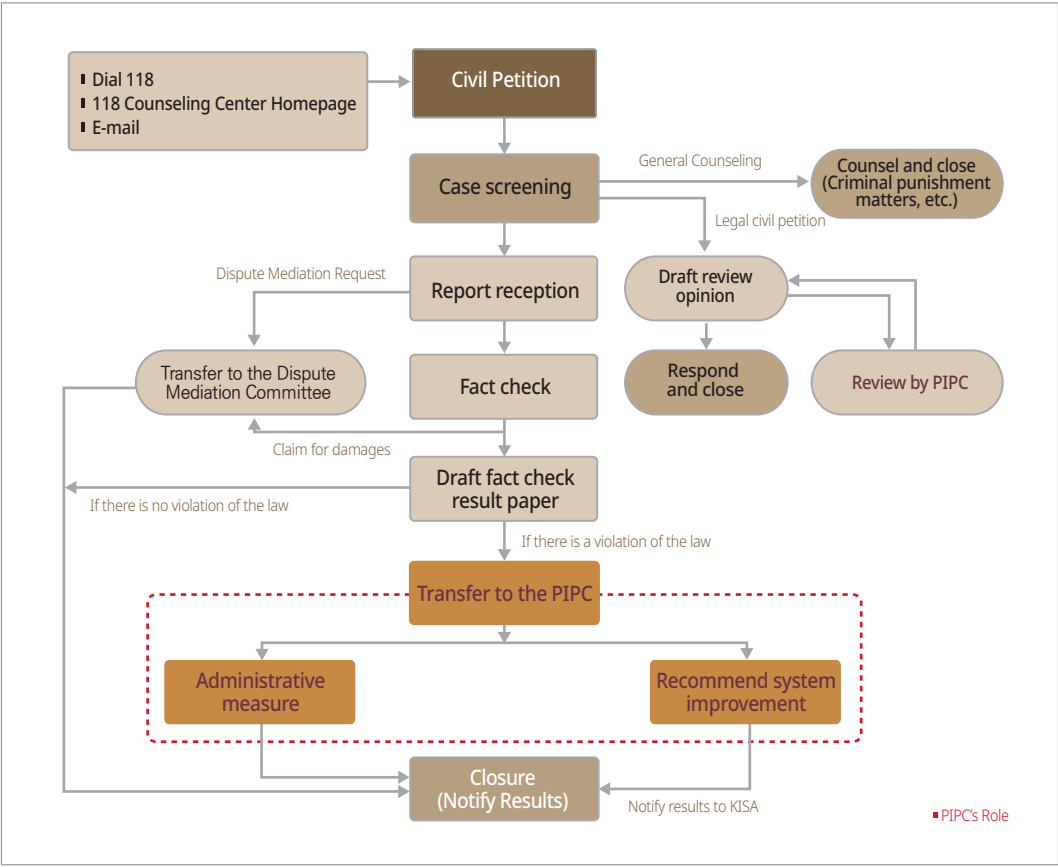 Dial 118
118 Counseling Center Homepage
E-mail
Civil Petition
Case screening
General Counseling
Counsel and close
(Criminal punishment
matters, etc.)
Legal civil petition
Dispute Mediation Request
Report reception
Draft review
opinion
Transfer to the Dispute
Mediation Committee
Fact check
Respond
and close
Review by PIPC
Claim for damages
Draft fact check
result paper
If there is no violation of the law
If there is a violation of the law
Transfer to the PIPC
Administrative
measure
Recommend system
improvement
Closure
(Notify Results)
Notify results to KISA
PIPC's Role